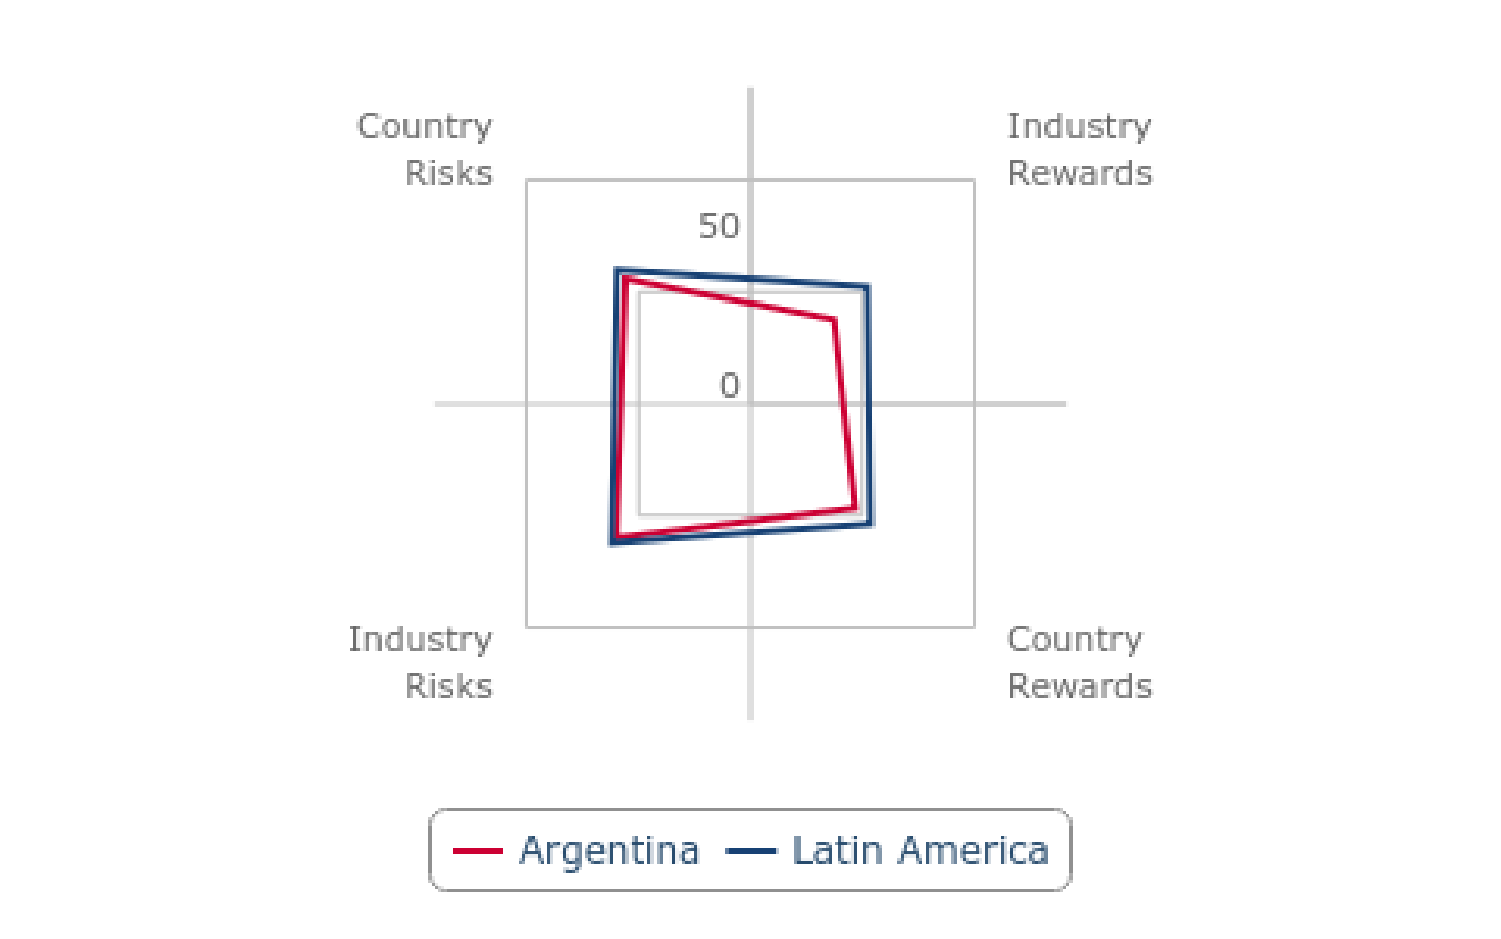 Country
Risks
Industry
Rewards
50
0
Industry
Risks
Country
Rewards
Argentina
Latin America